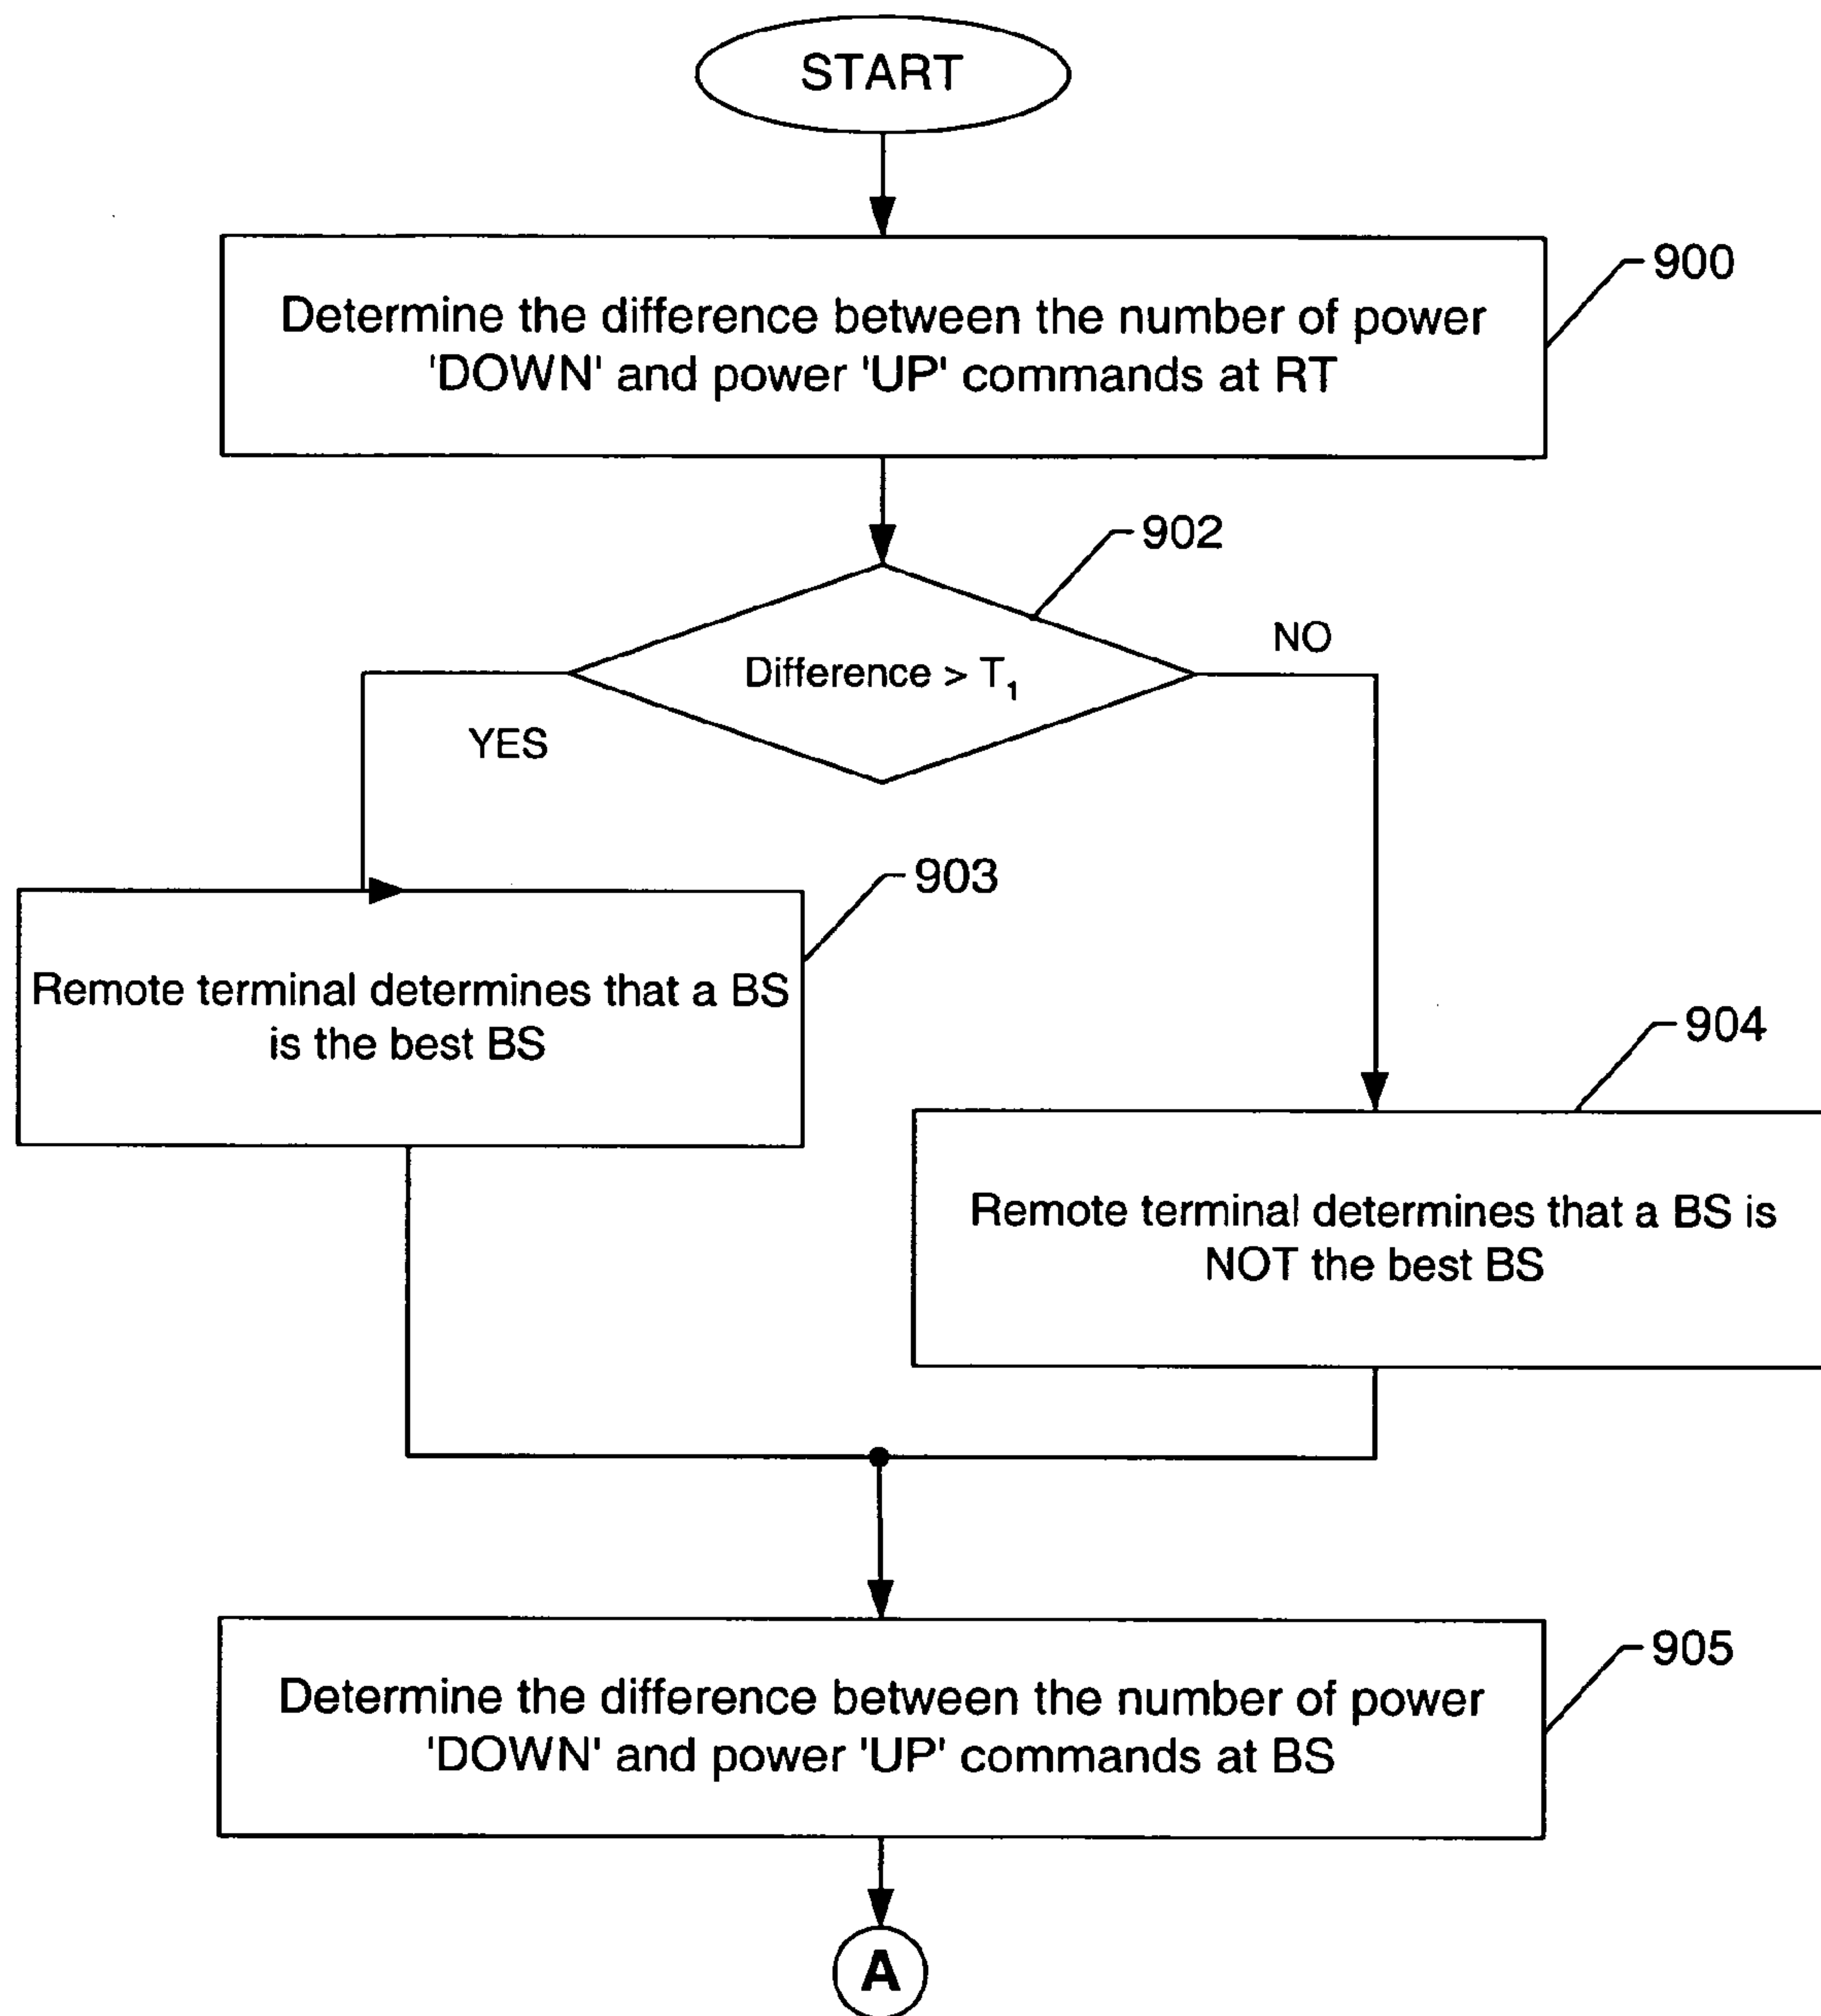 START
900
Determine the difference between the number of power
'DOWN' and power 'UP' commands at RT
902
NO
Difference > T₁
YES
903
Remote terminal determines that a BS
is the best BS
904
Remote terminal determines that a BS is
NOT the best BS
905
Determine the difference between the number of power
'DOWN' and power 'UP' commands at BS
A